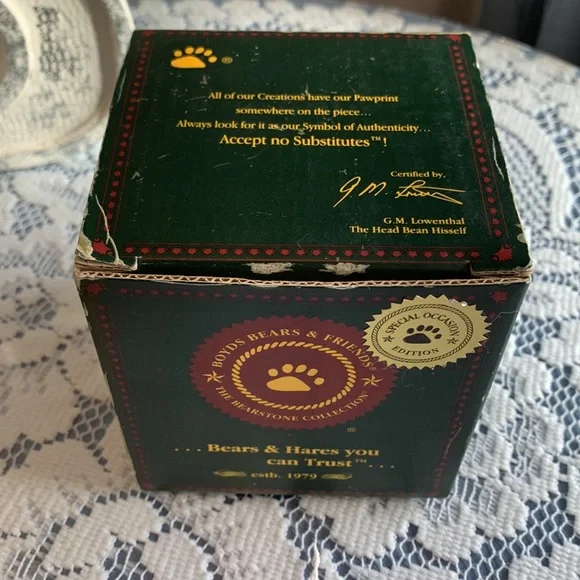 ®
All of our Creations have our Pawprint
somewhere on the piece...
Always look for it as our Symbol of Authenticity...
Accept no Substitutes™!
Certified by,
G.M. Lowenthal
The Head Bean Hisself
BOYDS BEARS & FRIENDS®
THE BEARSTONE COLLECTION
®
SPECIAL OCCASION
EDITION
...Bears & Hares you
can Trust™...
estb. 1979